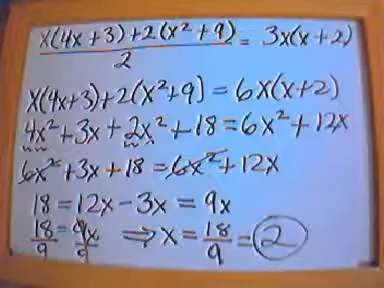 x(4x+3)+2(x²+9)/2 = 3x(x+2)
x(4x+3)+2(x²+9) = 6x(x+2)
4x²+3x+2x²+18=6x²+12x
6x²+3x+18=6x²+12x
18=12x-3x=9x
18/9=9x/9 ⇒x=18/9=2